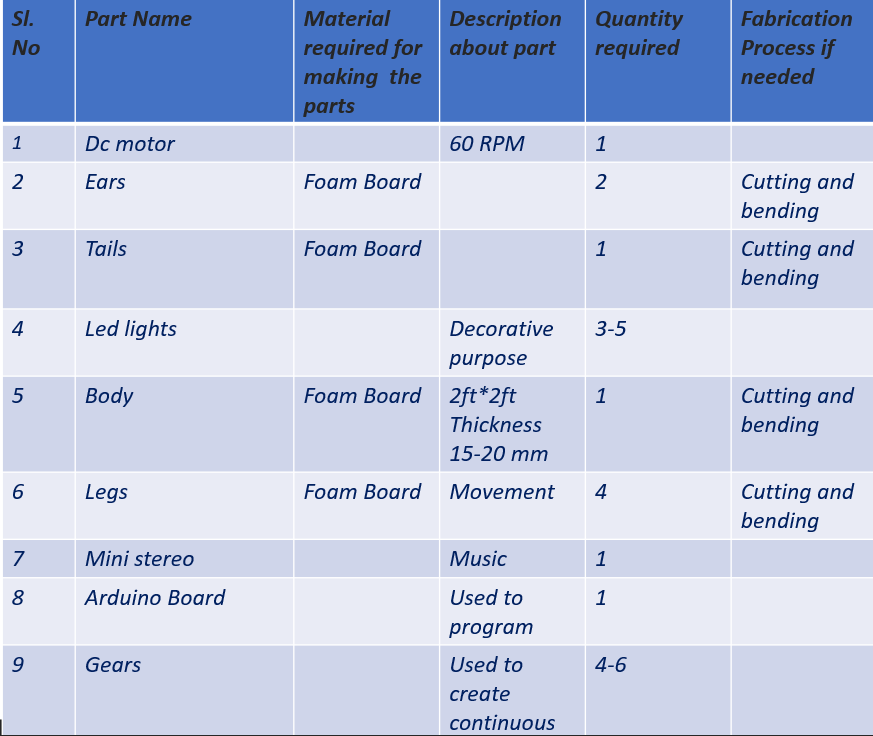 Sl. No | Part Name | Material required for making the parts | Description about part | Quantity required | Fabrication Process if needed
1 | Dc motor | | 60 RPM | 1 |
2 | Ears | Foam Board | | 2 | Cutting and bending
3 | Tails | Foam Board | | 1 | Cutting and bending
4 | Led lights | | Decorative purpose | 3-5 |
5 | Body | Foam Board | 2ft*2ft Thickness 15-20 mm | 1 | Cutting and bending
6 | Legs | Foam Board | Movement | 4 | Cutting and bending
7 | Mini stereo | | Music | 1 |
8 | Arduino Board | | Used to program | 1 |
9 | Gears | | Used to create continuous | 4-6 |